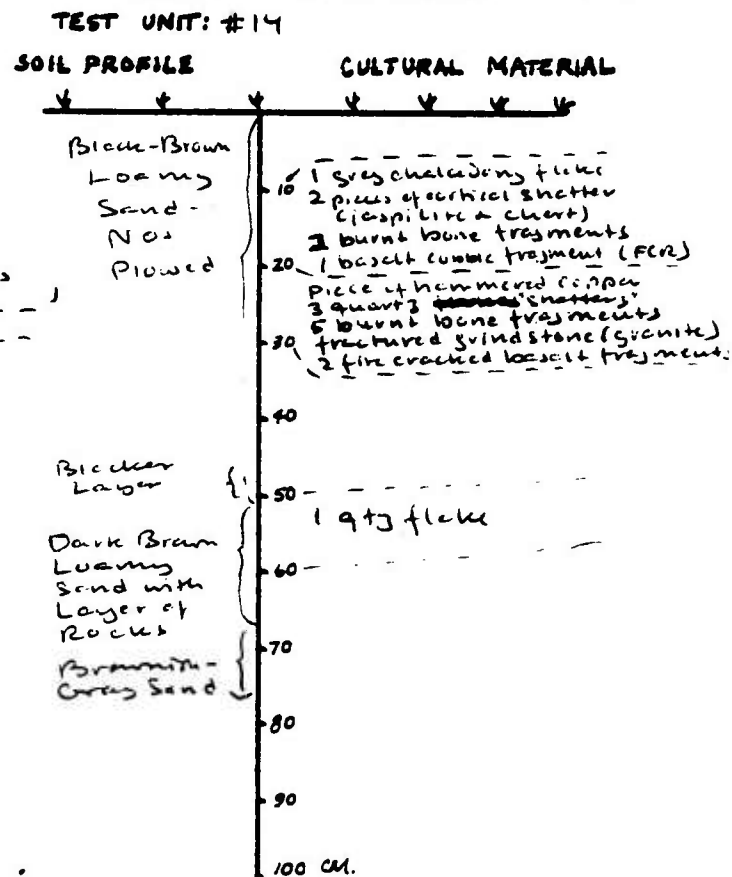 TEST UNIT: #14
SOIL PROFILE
CULTURAL MATERIAL
Black-Brown
Loamy
Sand-
Not
Plowed
10
1 grey chalcedony flake
2 pieces of cortical shatter
(jaspilite & chert)
burnt bone fragments
1 basalt cobble fragment (FCR)
20
piece of hammered copper
3 quartz "shatters"
5 burnt bone fragments
30
fractured grindstone (granite)
2 fire cracked basalt fragments
40
Blacker
Layer
50
1 qtz flake
Dark Brown
Loamy
Sand with
Layer of
Rocks
60
70
Brownish-
Gray Sand
80
90
100 CM.